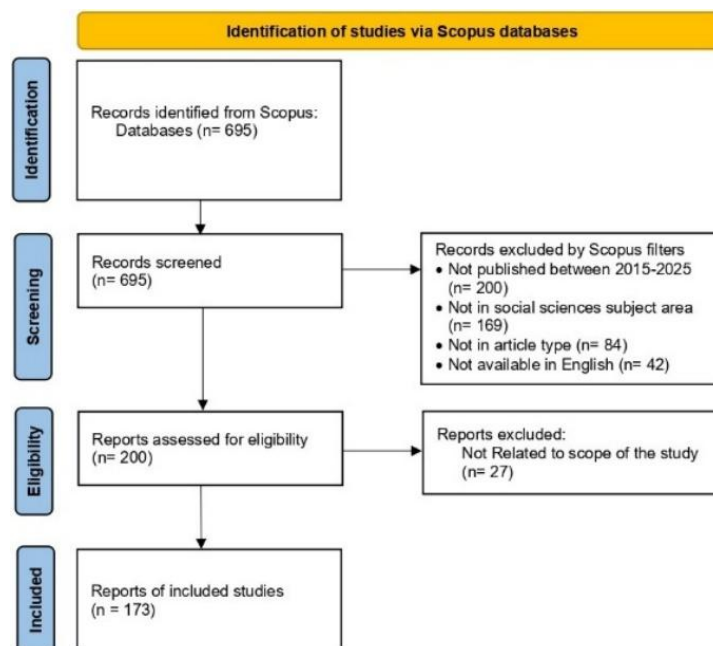 Identification of studies via Scopus databases
Identification
Records identified from Scopus:
Databases (n= 695)
Screening
Records screened
(n= 695)
Records excluded by Scopus filters
• Not published between 2015-2025
(n= 200)
• Not in social sciences subject area
(n= 169)
• Not in article type (n= 84)
• Not available in English (n= 42)
Eligibility
Reports assessed for eligibility
(n= 200)
Reports excluded:
Not Related to scope of the study
(n= 27)
Included
Reports of included studies
(n = 173)